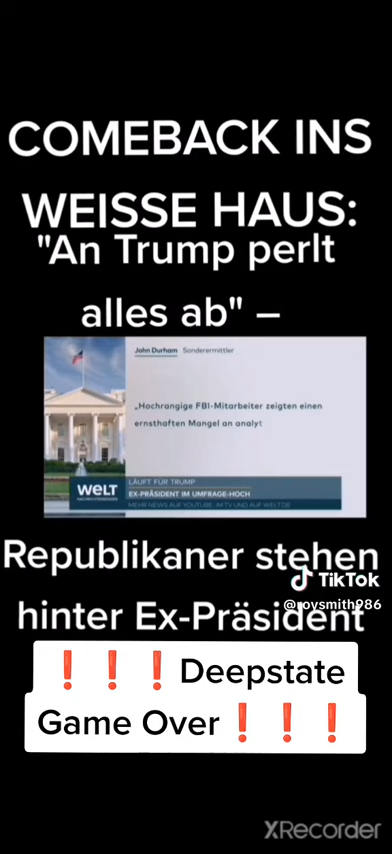 COMEBACK INS
WEISSE HAUS:
"An Trump perlt
alles ab" –
John Durham Sonderermittler
„Hochrangige FBI-Mitarbeiter zeigten einen
ernsthaften Mangel an analyt
WELT
NACHRICHTENSENDER
LÄUFT FÜR TRUMP
EX-PRÄSIDENT IM UMFRAGE-HOCH
MEHR NEWS AUF YOUTUBE, IM TV UND AUF WELT.DE
Republikaner stehen
TikTok
@roysmith986
hinter Ex-Präsident
❗❗❗Deepstate
Game Over❗❗❗
XRecorder